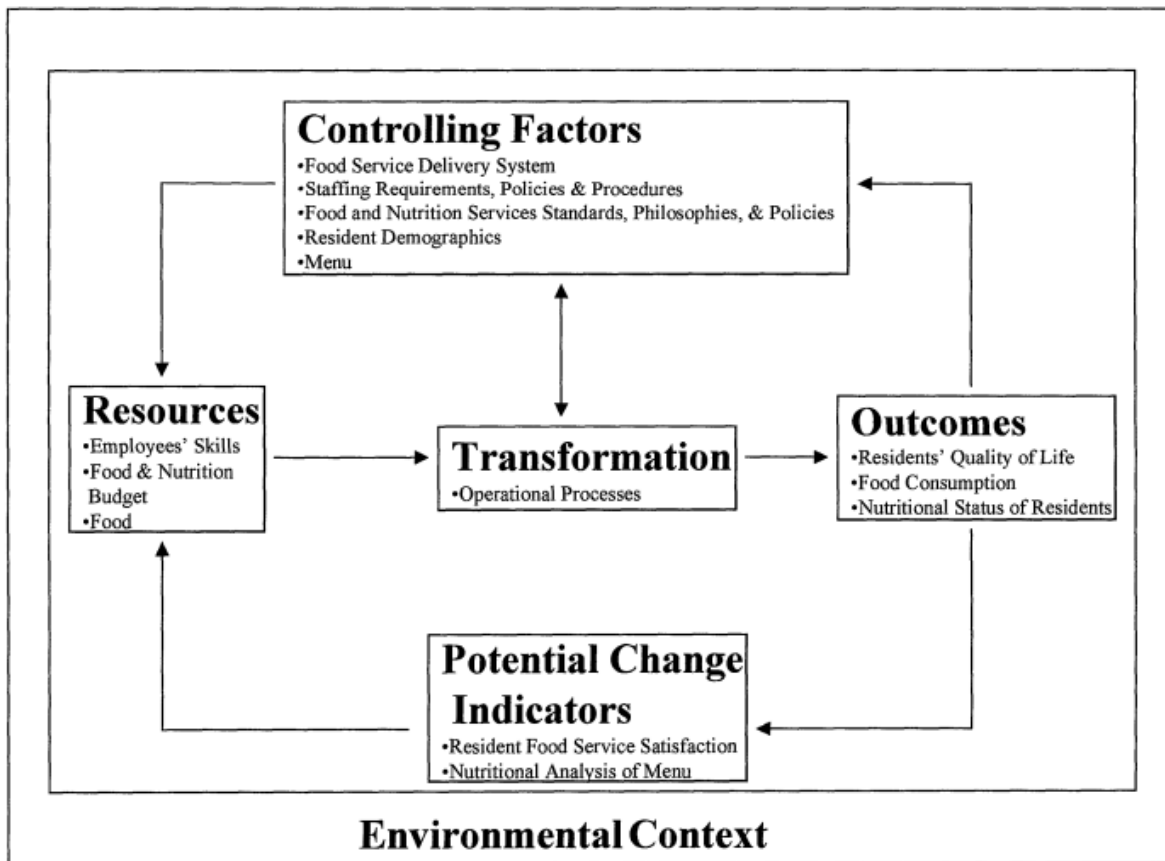 Controlling Factors
•Food Service Delivery System
•Staffing Requirements, Policies & Procedures
•Food and Nutrition Services Standards, Philosophies, & Policies
•Resident Demographics
•Menu
Resources
•Employees' Skills
•Food & Nutrition
Budget
•Food
Transformation
•Operational Processes
Outcomes
•Residents' Quality of Life
•Food Consumption
•Nutritional Status of Residents
Potential Change
Indicators
•Resident Food Service Satisfaction
•Nutritional Analysis of Menu
Environmental Context